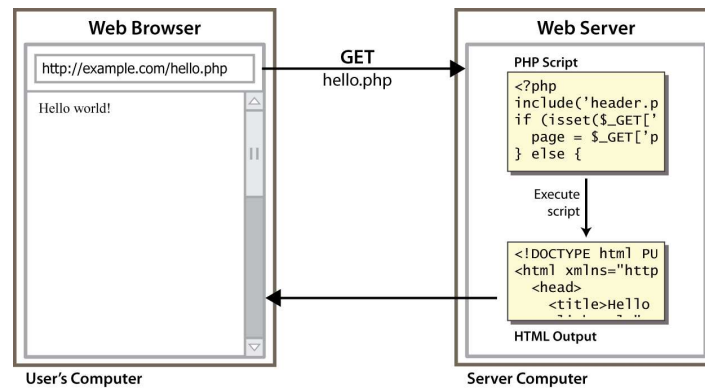 Web Browser
http://example.com/hello.php
Hello world!
User's Computer
GET
hello.php
Web Server
PHP Script
<?php
include('header.p
if (isset($_GET['
page = $_GET['p
} else {
Execute
script
<!DOCTYPE html PU
<html xmlns="http
<head>
<title>Hello
HTML Output
Server Computer